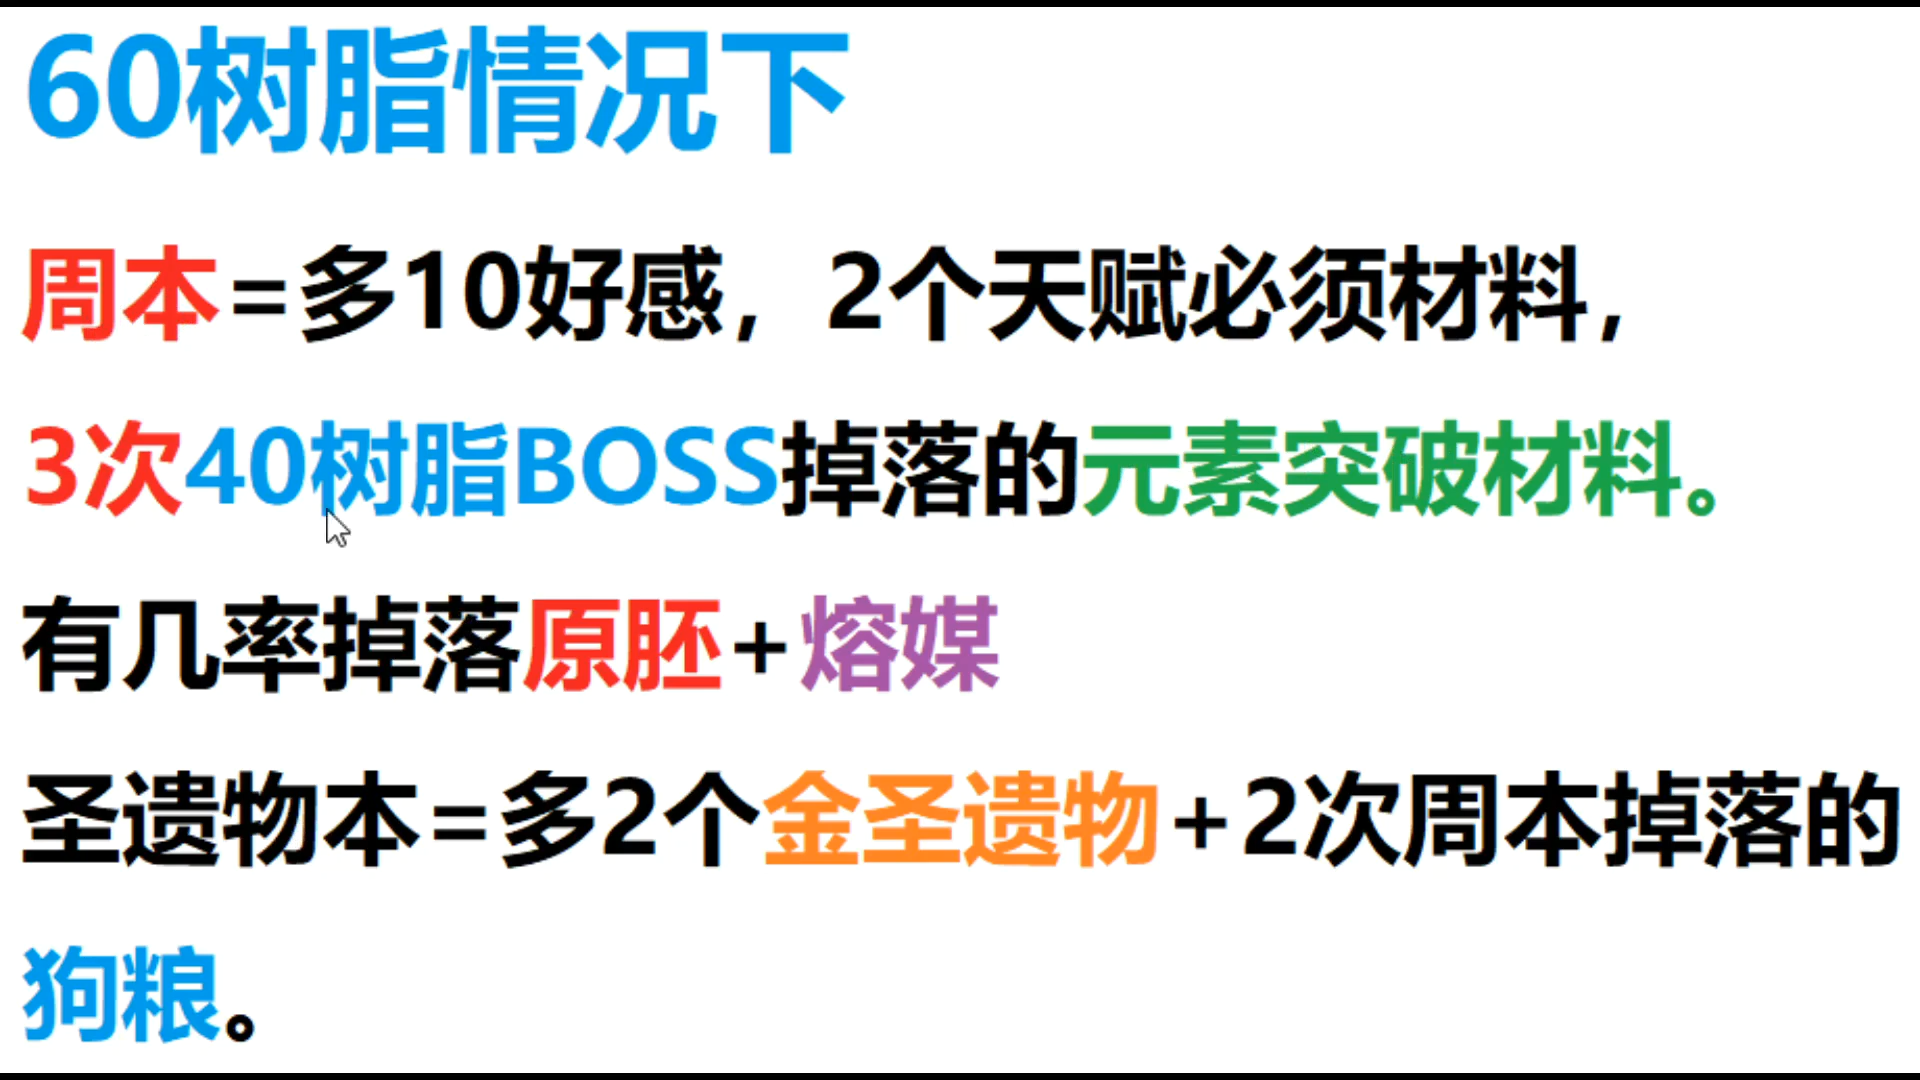 60树脂情况下
周本=多10好感，2个天赋必须材料，
3次40树脂BOSS掉落的元素突破材料。
有几率掉落原胚+熔媒
圣遗物本=多2个金圣遗物+2次周本掉落的
狗粮。